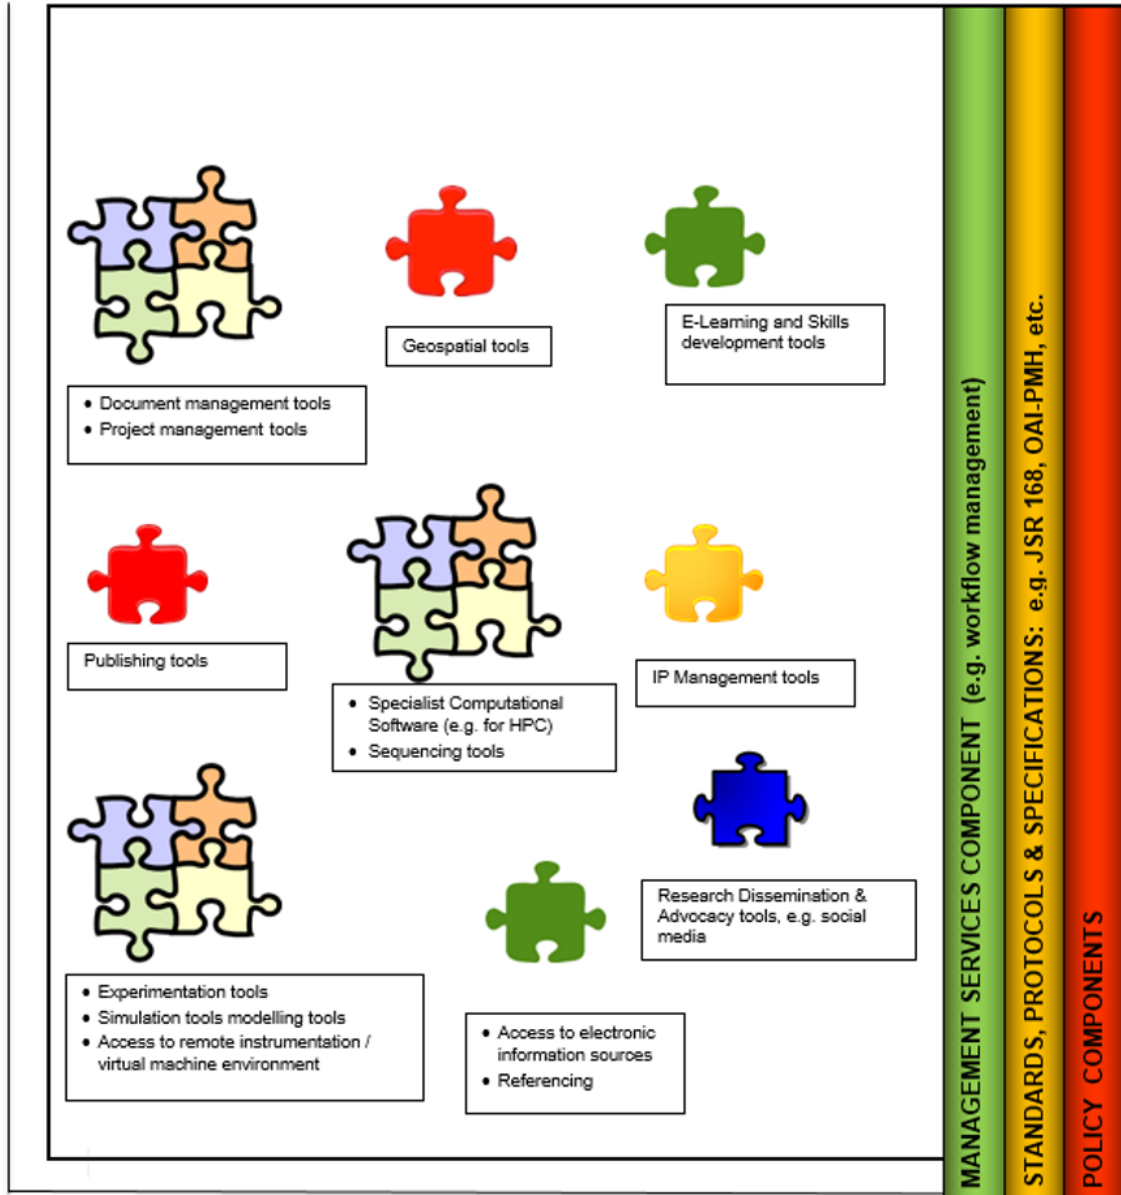 • Document management tools
• Project management tools
Geospatial tools
E-Learning and Skills
development tools
Publishing tools
• Specialist Computational
Software (e.g. for HPC)
• Sequencing tools
IP Management tools
• Experimentation tools
• Simulation tools modelling tools
• Access to remote instrumentation /
virtual machine environment
• Access to electronic
information sources
• Referencing
Research Dissemination &
Advocacy tools, e.g. social
media
MANAGEMENT SERVICES COMPONENT (e.g. workflow management)
STANDARDS, PROTOCOLS & SPECIFICATIONS: e.g. JSR 168, OAI-PMH, etc.
POLICY COMPONENTS